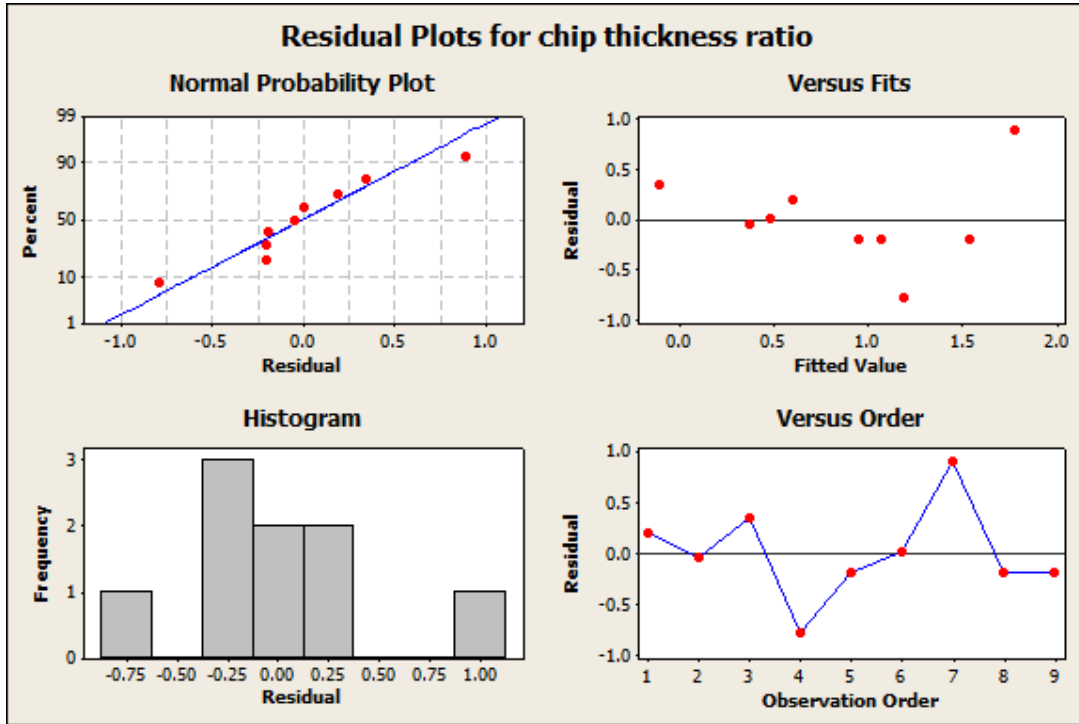 Residual Plots for chip thickness ratio
Normal Probability Plot
99
90
50
10
1
Percent
-1.0 -0.5 0.0 0.5 1.0
Residual
Versus Fits
1.0
0.5
0.0
-0.5
-1.0
Residual
0.0 0.5 1.0 1.5 2.0
Fitted Value
Histogram
3
2
1
0
Frequency
-0.75 -0.50 -0.25 0.00 0.25 0.50 0.75 1.00
Residual
Versus Order
1.0
0.5
0.0
-0.5
-1.0
Residual
1 2 3 4 5 6 7 8 9
Observation Order